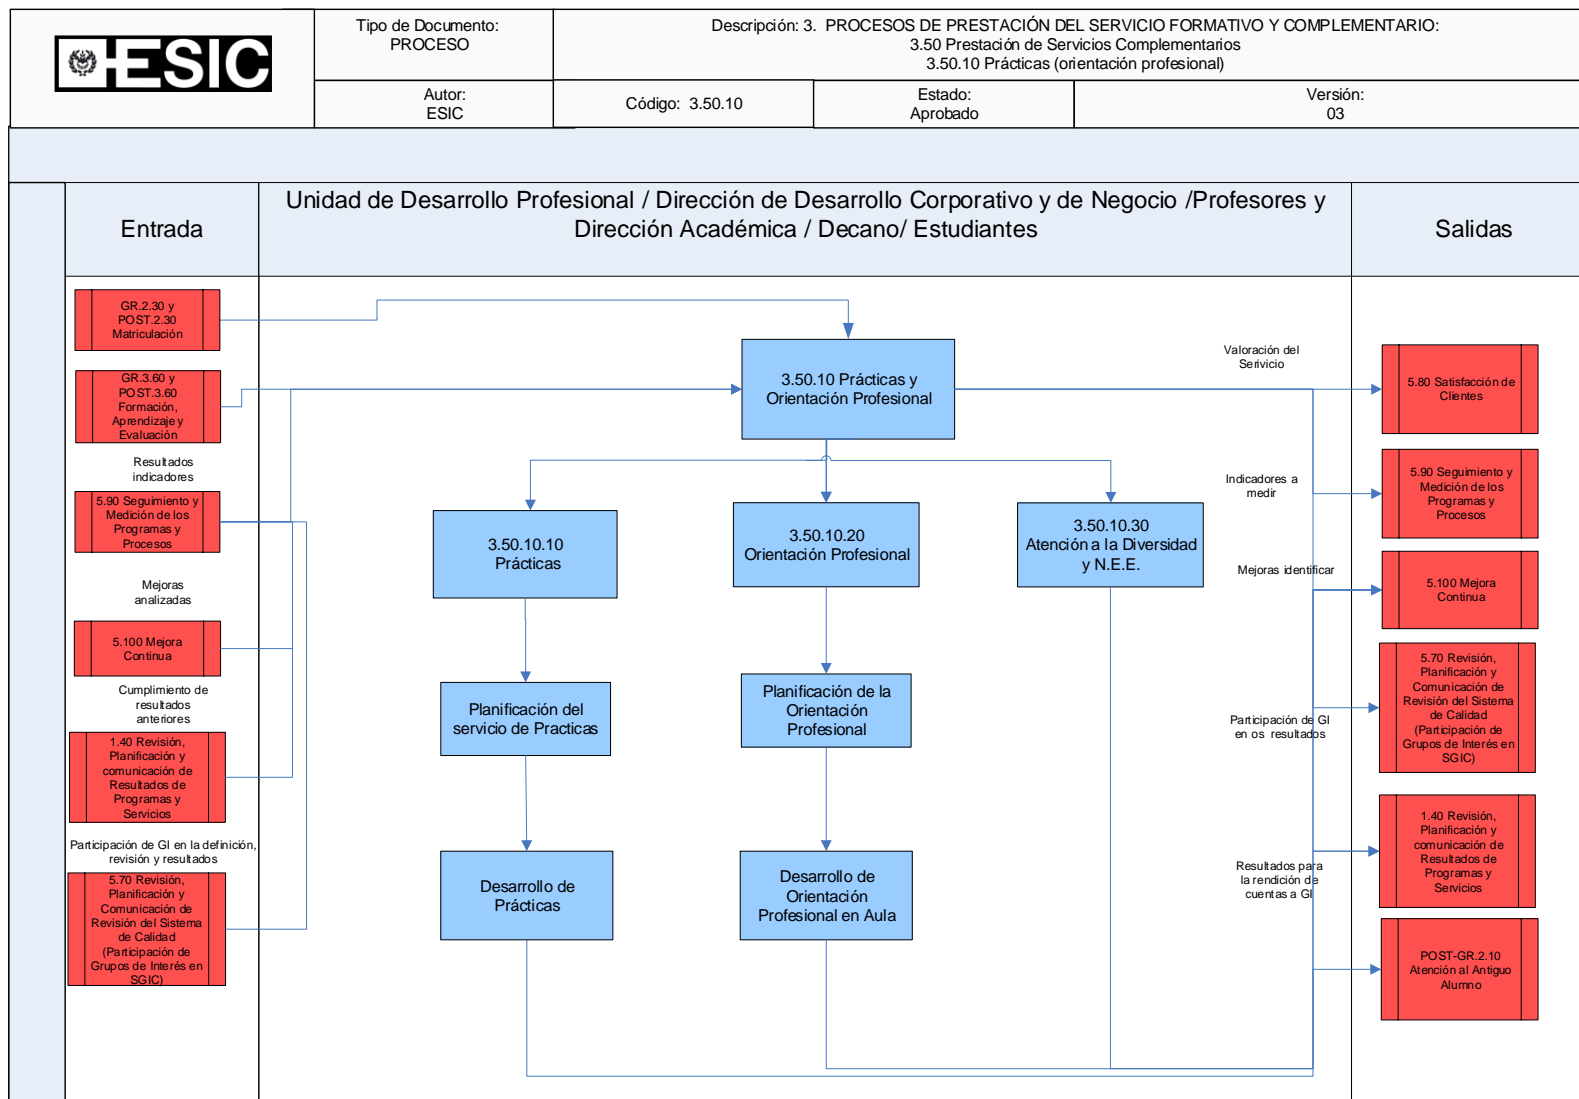 ESIC
Tipo de Documento:
PROCESO
Descripción: 3.  PROCESOS DE PRESTACIÓN DEL SERVICIO FORMATIVO Y COMPLEMENTARIO:
3.50 Prestación de Servicios Complementarios
3.50.10 Prácticas (orientación profesional)
Autor:
ESIC
Código:  3.50.10
Estado:
Aprobado
Versión:
03
Entrada
Unidad de Desarrollo Profesional / Dirección de Desarrollo Corporativo y de Negocio /Profesores y
Dirección Académica / Decano/ Estudiantes
Salidas
GR.2.30 y
POST.2.30
Matriculación
GR.3.60 y
POST.3.60
Formación,
Aprendizaje y
Evaluación
Resultados
indicadores
5.90 Seguimiento y
Medición de los
Programas y
Procesos
Mejoras
analizadas
5.100 Mejora
Continua
Cumplimiento de
resultados
anteriores
1.40 Revisión,
Planificación y
comunicación de
Resultados de
Programas y
Servicios
Participación de GI en la definición,
revisión y resultados
5.70 Revisión,
Planificación y
Comunicación de
Revisión del Sistema
de Calidad
(Participación de
Grupos de Interés en
SGIC)
3.50.10 Prácticas y
Orientación Profesional
3.50.10.10
Prácticas
3.50.10.20
Orientación Profesional
3.50.10.30
Atención a la Diversidad
y N.E.E.
Planificación del
servicio de Practicas
Planificación de la
Orientación
Profesional
Desarrollo de
Prácticas
Desarrollo de
Orientación
Profesional en Aula
Valoración del
Serivicio
5.80 Satisfacción de
Clientes
Indicadores a
medir
5.90 Seguimiento y
Medición de los
Programas y
Procesos
Mejoras identificar
5.100 Mejora
Continua
5.70 Revisión,
Planificación y
Comunicación de
Revisión del Sistema
de Calidad
(Participación de
Grupos de Interés en
SGIC)
Participación de GI
en os  resultados
1.40 Revisión,
Planificación y
comunicación de
Resultados de
Programas y
Servicios
Resultados para
la rendición de
cuentas a GI
POST-GR.2.10
Atención al Antiguo
Alumno